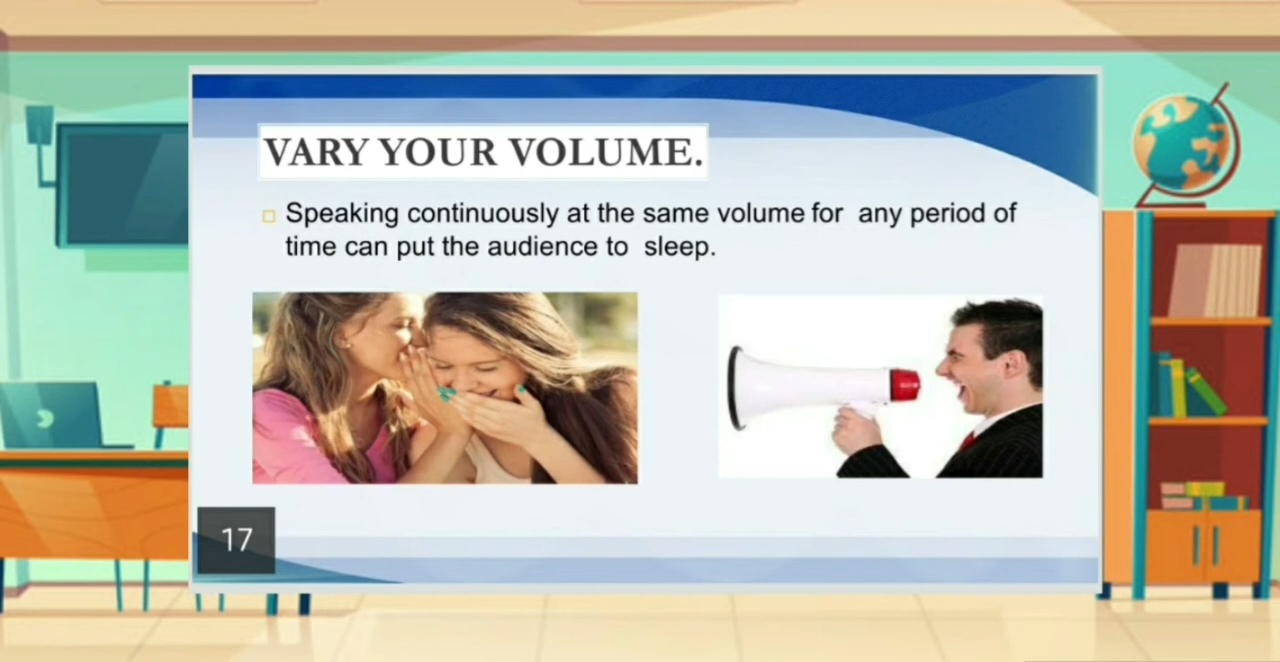 VARY YOUR VOLUME.
Speaking continuously at the same volume for any period of
time can put the audience to sleep.
17